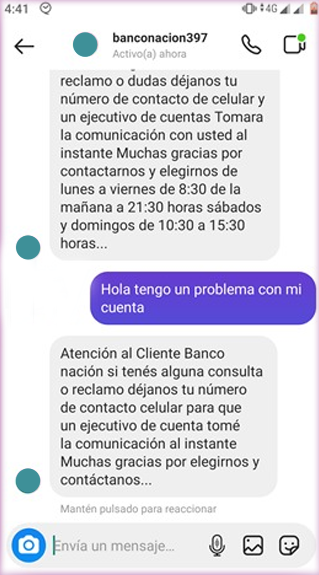 4:41
4G
banconacion397
Activo(a) ahora
reclamo o dudas déjanos tu
número de contacto de celular y
un ejecutivo de cuentas Tomara
la comunicación con usted al
instante Muchas gracias por
contactarnos y elegirnos de
lunes a viernes de 8:30 de la
mañana a 21:30 horas sábados
y domingos de 10:30 a 15:30
horas...
Hola tengo un problema con mi
cuenta
Atención al Cliente Banco
nación si tenés alguna consulta
o reclamo déjanos tu número
de contacto celular para que
un ejecutivo de cuenta tomé
la comunicación al instante
Muchas gracias por elegirnos y
contáctanos...
Mantén pulsado para reaccionar
Envía un mensaje...